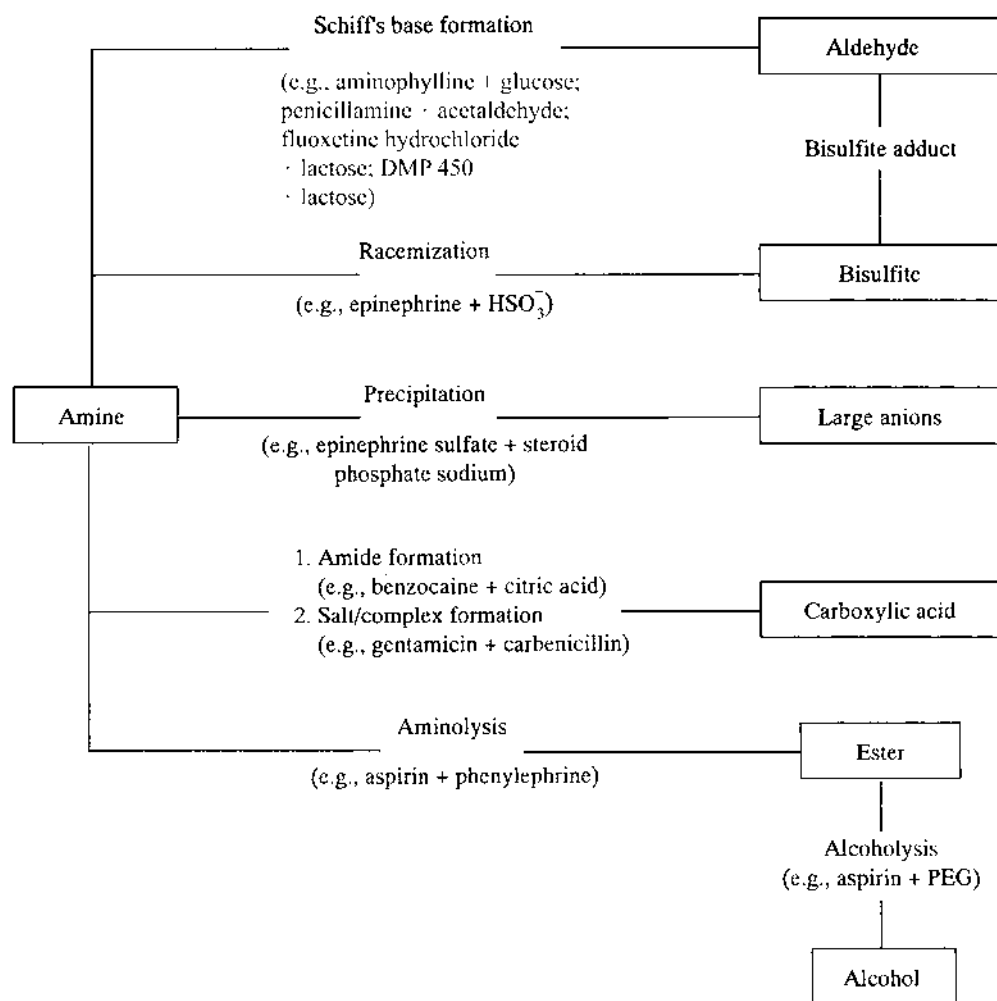 Schiff's base formation
Aldehyde
(e.g., aminophylline + glucose;
penicillamine · acetaldehyde;
fluoxetine hydrochloride
· lactose; DMP 450
· lactose)
Bisulfite adduct
Racemization
Bisulfite
(e.g., epinephrine + HSO₃⁻)
Precipitation
Amine
Large anions
(e.g., epinephrine sulfate + steroid
phosphate sodium)
1. Amide formation
(e.g., benzocaine + citric acid)
2. Salt/complex formation
(e.g., gentamicin + carbenicillin)
Carboxylic acid
Aminolysis
Ester
(e.g., aspirin + phenylephrine)
Alcoholysis
(e.g., aspirin + PEG)
Alcohol